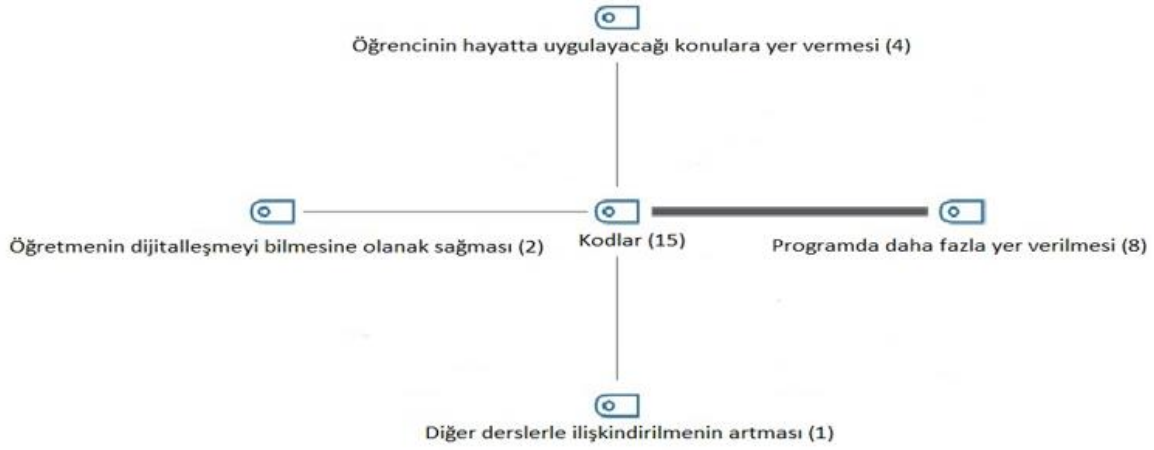 Öğrencinin hayatta uygulayacağı konulara yer vermesi (4)
Öğretmenin dijitalleşmeyi bilmesine olanak sağması (2)
Kodlar (15)
Programda daha fazla yer verilmesi (8)
Diğer derslerle ilişkindirilmenin artması (1)